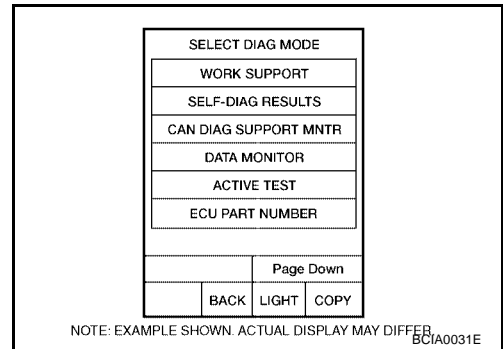 SELECT DIAG MODE
WORK SUPPORT
SELF-DIAG RESULTS
CAN DIAG SUPPORT MNTR
DATA MONITOR
ACTIVE TEST
ECU PART NUMBER
Page Down
BACK LIGHT COPY
NOTE: EXAMPLE SHOWN. ACTUAL DISPLAY MAY DIFFER.
BCIA0031E